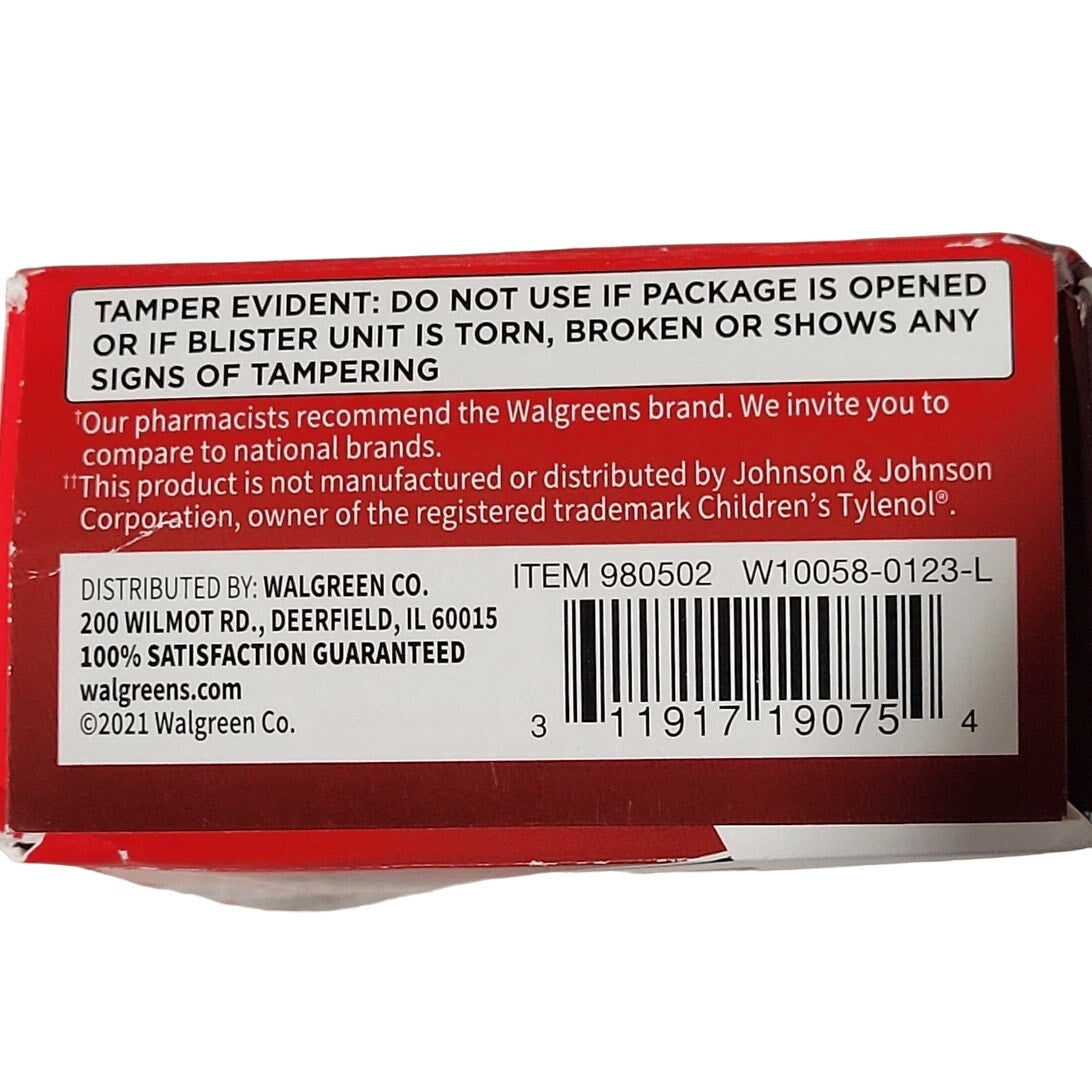 TAMPER EVIDENT: DO NOT USE IF PACKAGE IS OPENED
OR IF BLISTER UNIT IS TORN, BROKEN OR SHOWS ANY
SIGNS OF TAMPERING
†Our pharmacists recommend the Walgreens brand. We invite you to
compare to national brands.
††This product is not manufactured or distributed by Johnson & Johnson
Corporation, owner of the registered trademark Children's Tylenol®.
DISTRIBUTED BY: WALGREEN CO.
200 WILMOT RD., DEERFIELD, IL 60015
100% SATISFACTION GUARANTEED
walgreens.com
©2021 Walgreen Co.
ITEM 980502 W10058-0123-L
3 11917 19075 4